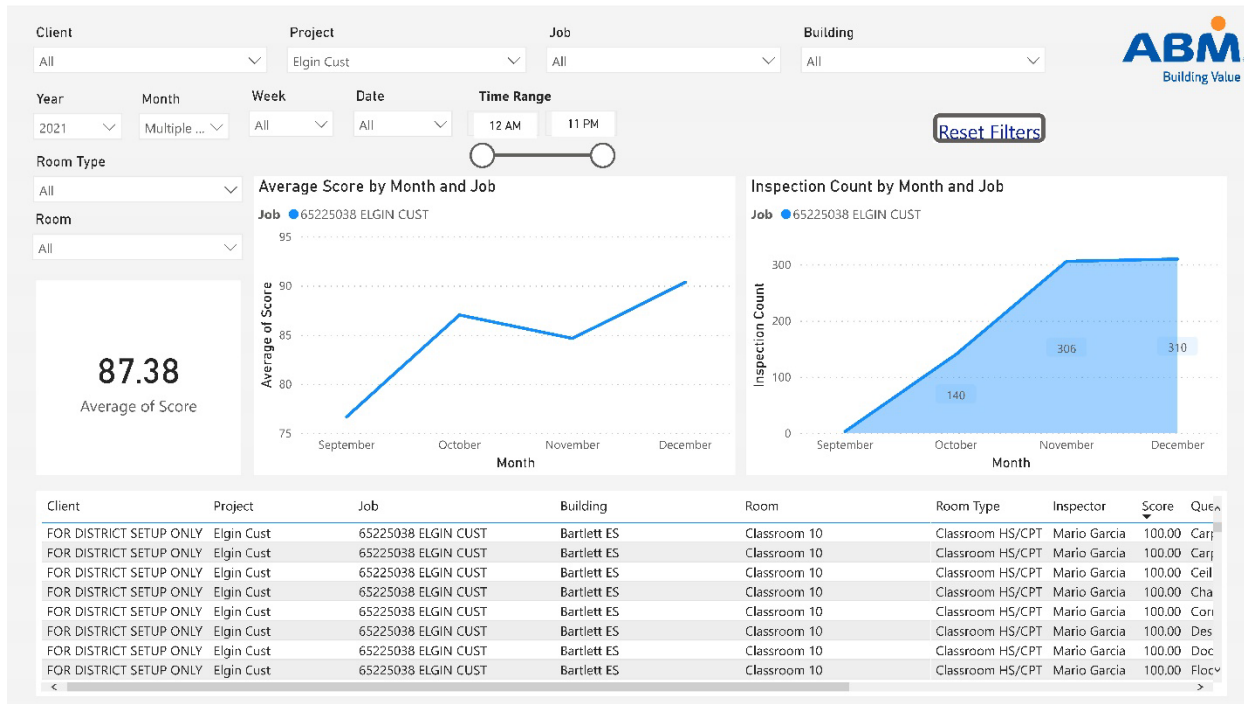 Client Project Job Building
All Elgin Cust All All
ABM
Building Value
Year Month Week Date Time Range
2021 Multiple ... All All 12 AM 11 PM
Reset Filters
Room Type
All
Room
All
87.38
Average of Score
Average Score by Month and Job
Job 65225038 ELGIN CUST
95
90
85
80
75
Average of Score
September October November December
Month
Inspection Count by Month and Job
Job 65225038 ELGIN CUST
300
200
100
0
Inspection Count
140
306
310
September October November December
Month
Client Project Job Building Room Room Type Inspector Score Que
FOR DISTRICT SETUP ONLY Elgin Cust 65225038 ELGIN CUST Bartlett ES Classroom 10 Classroom HS/CPT Mario Garcia 100.00 Carp
FOR DISTRICT SETUP ONLY Elgin Cust 65225038 ELGIN CUST Bartlett ES Classroom 10 Classroom HS/CPT Mario Garcia 100.00 Carp
FOR DISTRICT SETUP ONLY Elgin Cust 65225038 ELGIN CUST Bartlett ES Classroom 10 Classroom HS/CPT Mario Garcia 100.00 Ceil
FOR DISTRICT SETUP ONLY Elgin Cust 65225038 ELGIN CUST Bartlett ES Classroom 10 Classroom HS/CPT Mario Garcia 100.00 Cha
FOR DISTRICT SETUP ONLY Elgin Cust 65225038 ELGIN CUST Bartlett ES Classroom 10 Classroom HS/CPT Mario Garcia 100.00 Corn
FOR DISTRICT SETUP ONLY Elgin Cust 65225038 ELGIN CUST Bartlett ES Classroom 10 Classroom HS/CPT Mario Garcia 100.00 Des
FOR DISTRICT SETUP ONLY Elgin Cust 65225038 ELGIN CUST Bartlett ES Classroom 10 Classroom HS/CPT Mario Garcia 100.00 Doo
FOR DISTRICT SETUP ONLY Elgin Cust 65225038 ELGIN CUST Bartlett ES Classroom 10 Classroom HS/CPT Mario Garcia 100.00 Floo